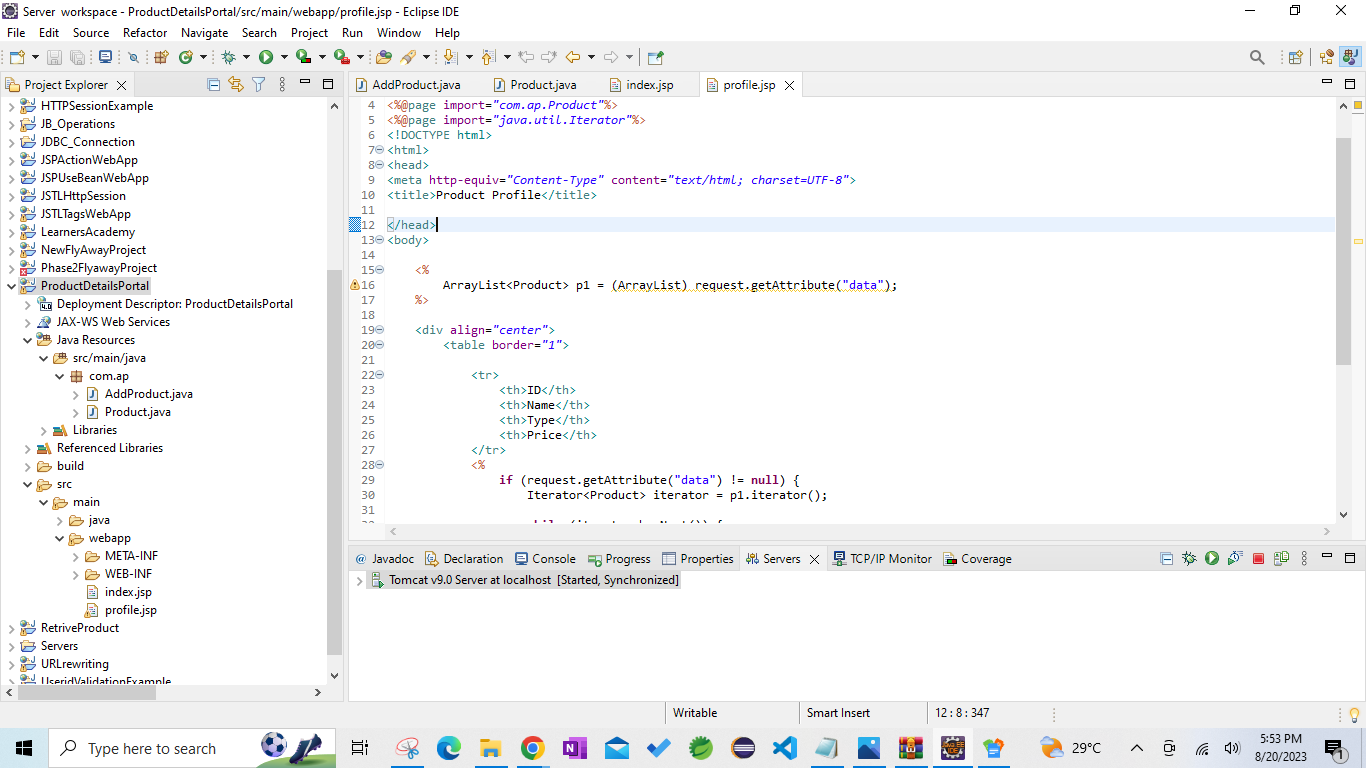 Server workspace - ProductDetailsPortal/src/main/webapp/profile.jsp - Eclipse IDE
File Edit Source Refactor Navigate Search Project Run Window Help
Project Explorer
HTTPSessionExample
JB_Operations
JDBC_Connection
JSPActionWebApp
JSPUseBeanWebApp
JSTLHttpSession
JSTLTagsWebApp
LearnersAcademy
NewFlyAwayProject
Phase2FlyawayProject
ProductDetailsPortal
Deployment Descriptor: ProductDetailsPortal
JAX-WS Web Services
Java Resources
src/main/java
com.ap
AddProduct.java
Product.java
Libraries
Referenced Libraries
build
src
main
java
webapp
META-INF
WEB-INF
index.jsp
profile.jsp
RetriveProduct
Servers
URLrewriting
UseridValidationExample
AddProduct.java Product.java index.jsp profile.jsp
4 <%@page import="com.ap.Product"%>
5 <%@page import="java.util.Iterator"%>
6 <!DOCTYPE html>
7 <html>
8 <head>
9 <meta http-equiv="Content-Type" content="text/html; charset=UTF-8">
10 <title>Product Profile</title>
11
12 </head>
13 <body>
14
15 <%
16 ArrayList<Product> p1 = (ArrayList) request.getAttribute("data");
17 %>
18
19 <div align="center">
20 <table border="1">
21
22 <tr>
23 <th>ID</th>
24 <th>Name</th>
25 <th>Type</th>
26 <th>Price</th>
27 </tr>
28 <%
29 if (request.getAttribute("data") != null) {
30 Iterator<Product> iterator = p1.iterator();
31
Javadoc Declaration Console Progress Properties Servers TCP/IP Monitor Coverage
Tomcat v9.0 Server at localhost [Started, Synchronized]
Writable Smart Insert 12 : 8 : 347
Type here to search
29°C
5:53 PM
8/20/2023
1